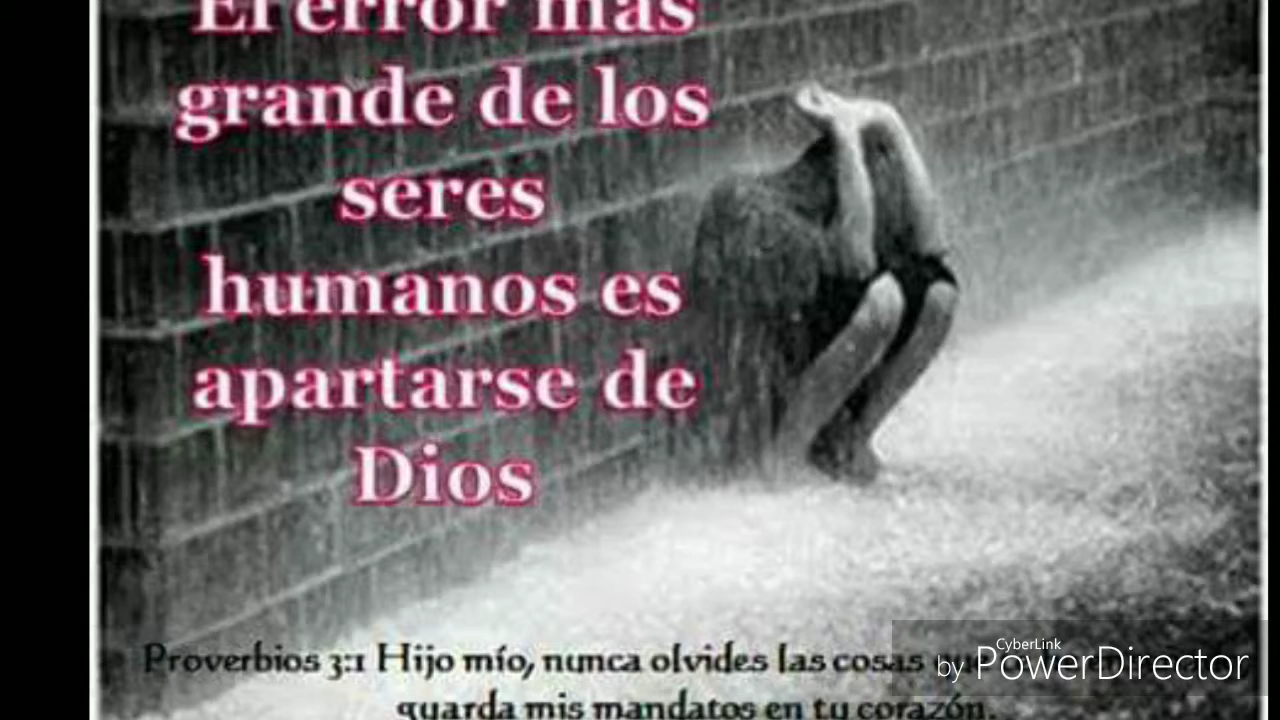 El error más
grande de los
seres
humanos es
apartarse de
Dios
Proverbios 3:1 Hijo mío, nunca olvides las cosas
guarda mis mandatos en tu corazón.
CyberLink
by PowerDirector